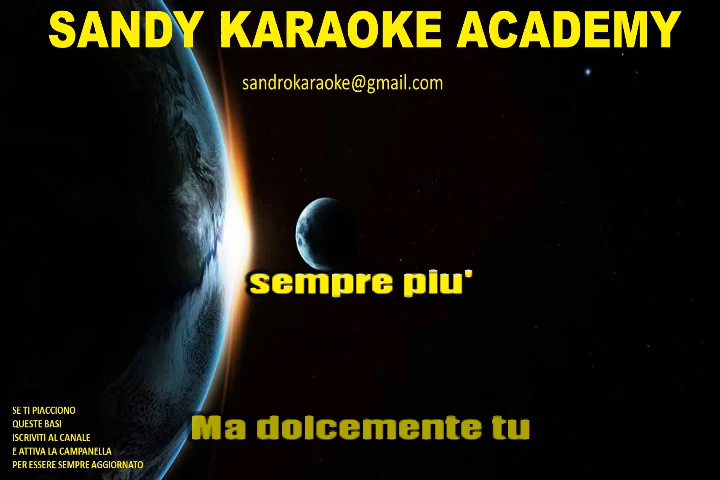 SANDY KARAOKE ACADEMY
sandrokaraoke@gmail.com
sempre piu'
Ma dolcemente tu
SE TI PIACCIONO
QUESTE BASI
ISCRIVITI AL CANALE
E ATTIVA LA CAMPANELLA
PER ESSERE SEMPRE AGGIORNATO